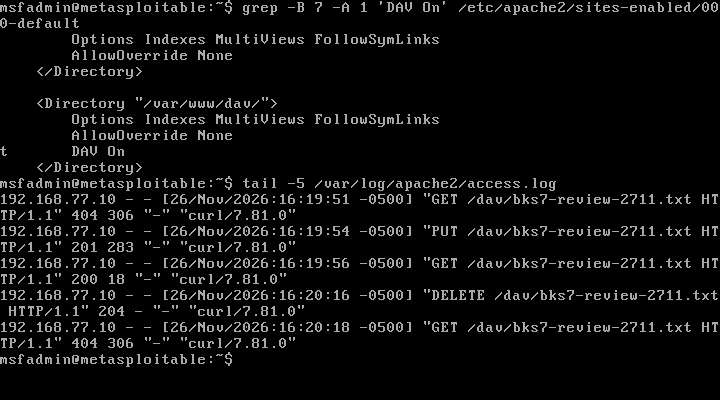 msfadmin@metasploitable:~$ grep -B 7 -A 1 'DAV On' /etc/apache2/sites-enabled/00
0-default
        Options Indexes MultiViews FollowSymLinks
        AllowOverride None
    </Directory>

    <Directory "/var/www/dav/">
        Options Indexes MultiViews FollowSymLinks
        AllowOverride None
t       DAV On
    </Directory>
msfadmin@metasploitable:~$ tail -5 /var/log/apache2/access.log
192.168.77.10 - - [26/Nov/2026:16:19:51 -0500] "GET /dav/bks7-review-2711.txt HT
TP/1.1" 404 306 "-" "curl/7.81.0"
192.168.77.10 - - [26/Nov/2026:16:19:54 -0500] "PUT /dav/bks7-review-2711.txt HT
TP/1.1" 201 283 "-" "curl/7.81.0"
192.168.77.10 - - [26/Nov/2026:16:19:56 -0500] "GET /dav/bks7-review-2711.txt HT
TP/1.1" 200 18 "-" "curl/7.81.0"
192.168.77.10 - - [26/Nov/2026:16:20:16 -0500] "DELETE /dav/bks7-review-2711.txt
 HTTP/1.1" 204 - "-" "curl/7.81.0"
192.168.77.10 - - [26/Nov/2026:16:20:18 -0500] "GET /dav/bks7-review-2711.txt HT
TP/1.1" 404 306 "-" "curl/7.81.0"
msfadmin@metasploitable:~$